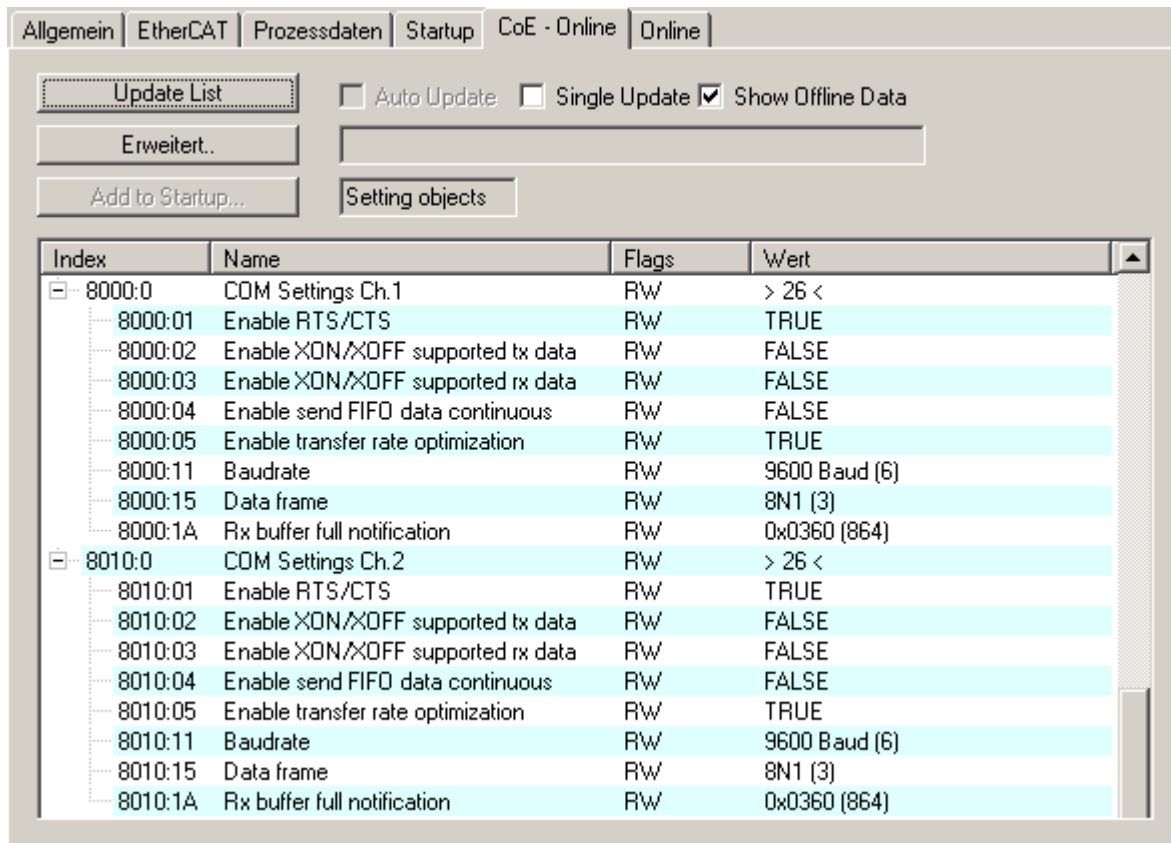 Allgemein EtherCAT Prozessdaten Startup CoE - Online Online
Update List Auto Update Single Update Show Offline Data
Erweitert..
Add to Startup... Setting objects
Index Name Flags Wert
8000:0 COM Settings Ch.1 RW > 26 <
8000:01 Enable RTS/CTS RW TRUE
8000:02 Enable XON/XOFF supported tx data RW FALSE
8000:03 Enable XON/XOFF supported rx data RW FALSE
8000:04 Enable send FIFO data continuous RW FALSE
8000:05 Enable transfer rate optimization RW TRUE
8000:11 Baudrate RW 9600 Baud (6)
8000:15 Data frame RW 8N1 (3)
8000:1A Rx buffer full notification RW 0x0360 (864)
8010:0 COM Settings Ch.2 RW > 26 <
8010:01 Enable RTS/CTS RW TRUE
8010:02 Enable XON/XOFF supported tx data RW FALSE
8010:03 Enable XON/XOFF supported rx data RW FALSE
8010:04 Enable send FIFO data continuous RW FALSE
8010:05 Enable transfer rate optimization RW TRUE
8010:11 Baudrate RW 9600 Baud (6)
8010:15 Data frame RW 8N1 (3)
8010:1A Rx buffer full notification RW 0x0360 (864)